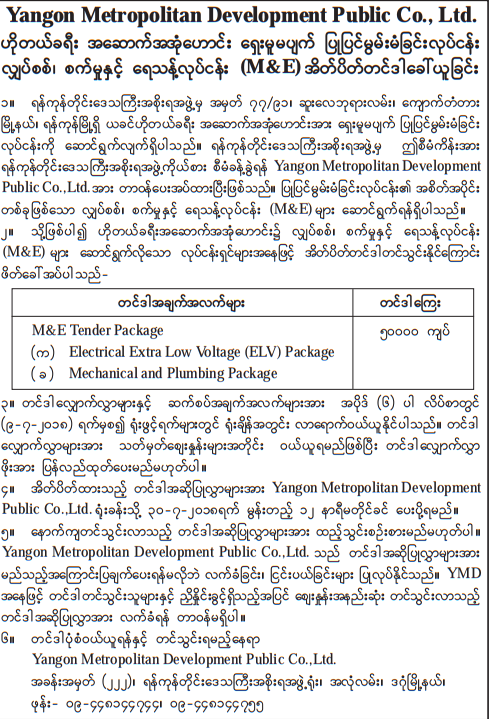 Yangon Metropolitan Development Public Co., Ltd.
ဟိုတယ်ခရီး အဆောက်အအုံဟောင်း ရှေးမူမပျက် ပြုပြင်မွမ်းမံခြင်းလုပ်ငန်း
လျှပ်စစ်၊ စက်မှုနှင့် ရေသန့်လုပ်ငန်း (M&E) အိတ်ပိတ်တင်ဒါခေါ်ယူခြင်း
၁။ ရန်ကုန်တိုင်းဒေသကြီးအစိုးရအဖွဲ့မှ အမှတ် ၇၇/၉၁၊ ဆူးလေဘုရားလမ်း၊ ကျောက်တံတား
မြို့နယ်၊ ရန်ကုန်မြို့ရှိ ယခင်ဟိုတယ်ခရီး အဆောက်အအုံဟောင်းအား ရှေးမူမပျက် ပြုပြင်မွမ်းမံခြင်း
လုပ်ငန်းကို ဆောင်ရွက်လျက်ရှိပါသည်။ ရန်ကုန်တိုင်းဒေသကြီးအစိုးရအဖွဲ့မှ ဤစီမံကိန်းအား
ရန်ကုန်တိုင်းဒေသကြီးအစိုးရအဖွဲ့ကိုယ်စား စီမံခန့်ခွဲရန် Yangon Metropolitan Development
Public Co.,Ltd. အား တာဝန်ပေးအပ်ထားပြီးဖြစ်သည်။ ပြုပြင်မွမ်းမံခြင်းလုပ်ငန်း၏ အစိတ်အပိုင်း
တစ်ခုဖြစ်သော လျှပ်စစ်၊ စက်မှုနှင့် ရေသန့်လုပ်ငန်း (M&E) များ ဆောင်ရွက်ရန်ရှိပါသည်။
၂။ သို့ဖြစ်ပါ၍ ဟိုတယ်ခရီးအဆောက်အအုံဟောင်း၌ လျှပ်စစ်၊ စက်မှုနှင့် ရေသန့်လုပ်ငန်း
(M&E) များ ဆောင်ရွက်လိုသော လုပ်ငန်းရှင်များအနေဖြင့် အိတ်ပိတ်တင်ဒါတင်သွင်းနိုင်ကြောင်း
ဖိတ်ခေါ်အပ်ပါသည်-
တင်ဒါအချက်အလက်များ တင်ဒါကြေး
M&E Tender Package ၅၀၀၀၀ ကျပ်
(က) Electrical Extra Low Voltage (ELV) Package
(ခ) Mechanical and Plumbing Package
၃။ တင်ဒါလျှောက်လွှာများနှင့် ဆက်စပ်အချက်အလက်များအား အပိုဒ် (၆) ပါ လိပ်စာတွင်
(၉-၇-၂၀၁၈) ရက်မှစ၍ ရုံးဖွင့်ရက်များတွင် ရုံးချိန်အတွင်း လာရောက်ဝယ်ယူနိုင်ပါသည်။ တင်ဒါ
လျှောက်လွှာများအား သတ်မှတ်ဈေးနှုန်းများအတိုင်း ဝယ်ယူရမည်ဖြစ်ပြီး တင်ဒါလျှောက်လွှာ
ဖိုးအား ပြန်လည်ထုတ်ပေးမည်မဟုတ်ပါ။
၄။ အိတ်ပိတ်ထားသည့် တင်ဒါအဆိုပြုလွှာများအား Yangon Metropolitan Development
Public Co.,Ltd. ရုံးခန်းသို့ ၃၀-၇-၂၀၁၈ရက် မွန်းတည့် ၁၂ နာရီမတိုင်ခင် ပေးပို့ရမည်။
၅။ နောက်ကျတင်သွင်းလာသည့် တင်ဒါအဆိုပြုလွှာများအား ထည့်သွင်းစဉ်းစားမည်မဟုတ်ပါ။
Yangon Metropolitan Development Public Co.,Ltd. သည် တင်ဒါအဆိုပြုလွှာများအား
မည်သည့်အကြောင်းပြချက်ပေးရန်မလိုဘဲ လက်ခံခြင်း၊ ငြင်းပယ်ခြင်းများ ပြုလုပ်နိုင်သည်။ YMD
အနေဖြင့် တင်ဒါတင်သွင်းသူများနှင့် ညှိနှိုင်းခွင့်ရှိသည့်အပြင် ဈေးနှုန်းအနည်းဆုံး တင်သွင်းလာသည့်
တင်ဒါအဆိုပြုလွှာအား လက်ခံရန် တာဝန်မရှိပါ။
၆။ တင်ဒါပုံစံဝယ်ယူရန်နှင့် တင်သွင်းရမည့်နေရာ
Yangon Metropolitan Development Public Co.,Ltd.
အခန်းအမှတ် (၂၂၂)၊ ရန်ကုန်တိုင်းဒေသကြီးအစိုးရအဖွဲ့ရုံး၊ အလုံလမ်း၊ ဒဂုံမြို့နယ်၊
ဖုန်း- ၀၉-၄၄၈၁၄၄၇၄၄၊ ၀၉-၄၄၈၁၄၄၇၅၅